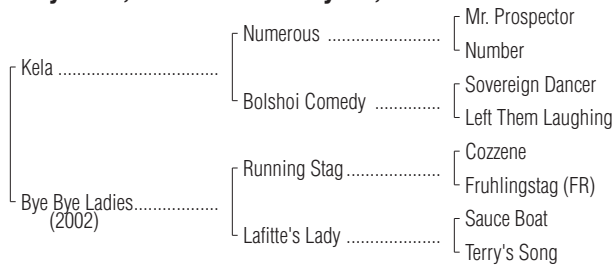 Mr. Prospector
Numerous ....................
Number
Kela .................................
Sovereign Dancer
Bolshoi Comedy ..............
Left Them Laughing
Cozzene
Running Stag....................
Fruhlingstag (FR)
Bye Bye Ladies..................
(2002)
Sauce Boat
Lafitte's Lady ....................
Terry's Song